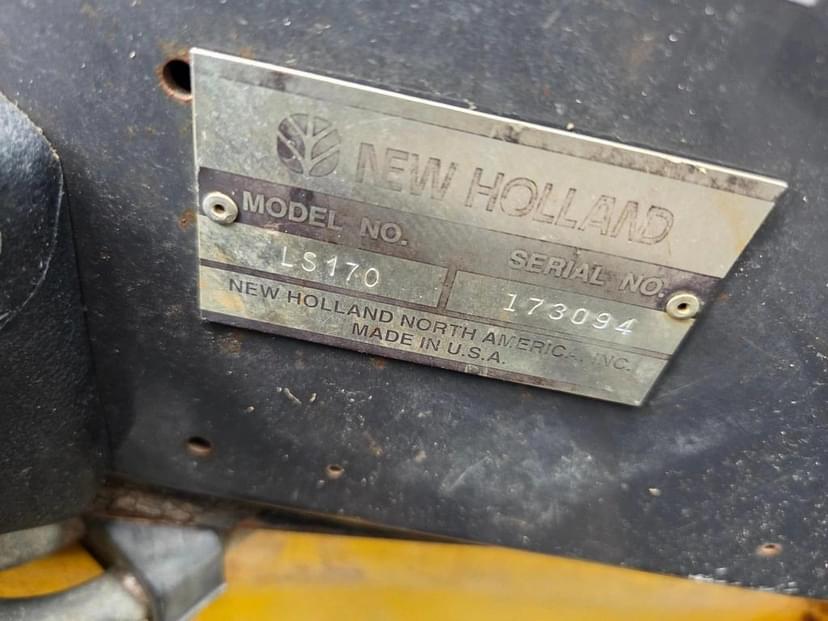 NEW HOLLAND
MODEL NO.
SERIAL NO.
LS170
173094
NEW HOLLAND NORTH AMERICA, INC.
MADE IN U.S.A.